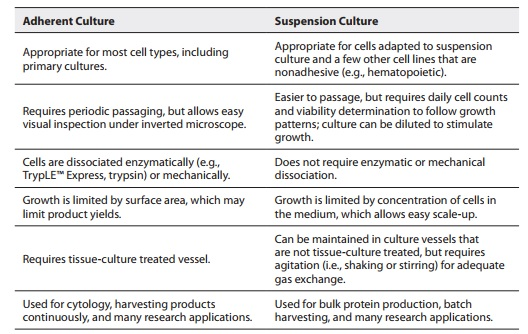 Adherent Culture
Suspension Culture
Appropriate for most cell types, including
primary cultures.
Appropriate for cells adapted to suspension
culture and a few other cell lines that are
nonadhesive (e.g., hematopoietic).
Requires periodic passaging, but allows easy
visual inspection under inverted microscope.
Easier to passage, but requires daily cell counts
and viability determination to follow growth
patterns; culture can be diluted to stimulate
growth.
Cells are dissociated enzymatically (e.g.,
TrypLE™ Express, trypsin) or mechanically.
Does not require enzymatic or mechanical
dissociation.
Growth is limited by surface area, which may
limit product yields.
Growth is limited by concentration of cells in
the medium, which allows easy scale-up.
Requires tissue-culture treated vessel.
Can be maintained in culture vessels that
are not tissue-culture treated, but requires
agitation (i.e., shaking or stirring) for adequate
gas exchange.
Used for cytology, harvesting products
continuously, and many research applications.
Used for bulk protein production, batch
harvesting, and many research applications.